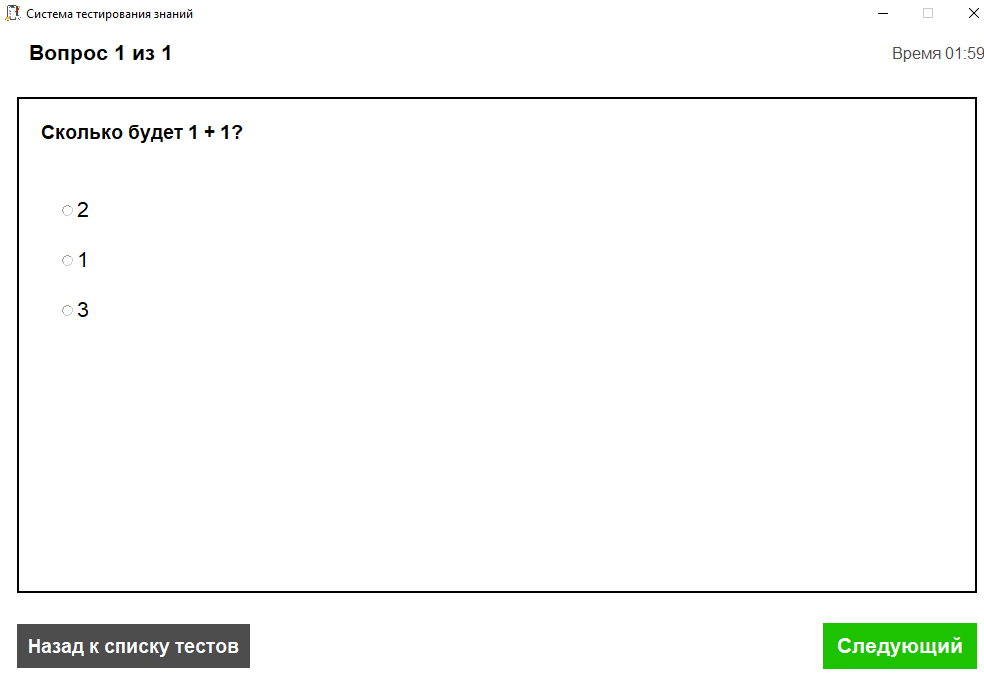 Система тестирования знаний
Вопрос 1 из 1
Время 01:59
Сколько будет 1 + 1?
2
1
3
Назад к списку тестов
Следующий